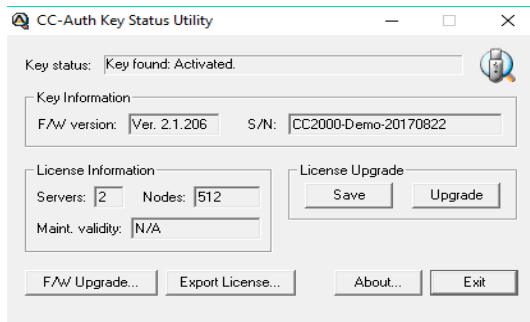 CC-Auth Key Status Utility
Key status: Key found: Activated.
Key Information
F/W version: Ver. 2.1.206 S/N: CC2000-Demo-20170822
License Information
Servers: 2 Nodes: 512
Maint. validity: N/A
License Upgrade
Save Upgrade
F/W Upgrade... Export License... About... Exit